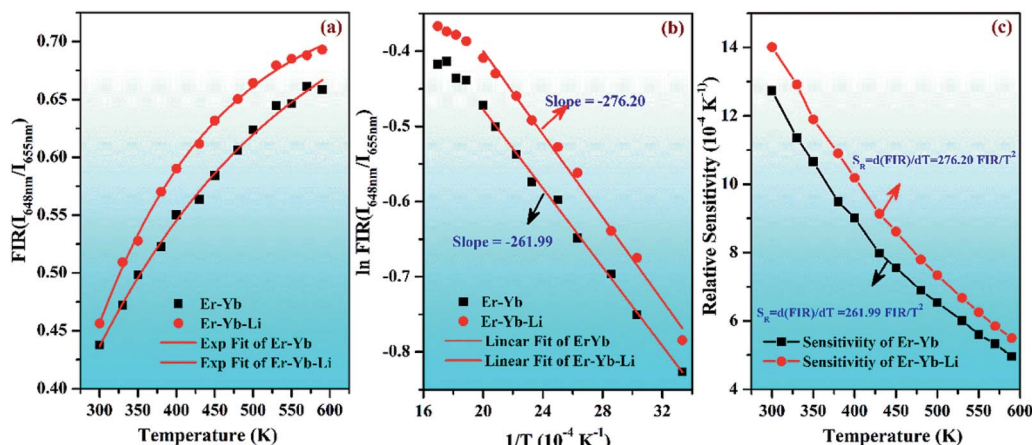 (a)
0.70
0.65
0.60
0.55
0.50
0.45
0.40
FIR(I648nm/I655nm)
Er-Yb
Er-Yb-Li
Exp Fit of Er-Yb
Exp Fit of Er-Yb-Li
300 350 400 450 500 550 600
Temperature (K)
(b)
-0.4
-0.5
-0.6
-0.7
-0.8
ln FIR(I648nm/I655nm)
Slope = -276.20
Slope = -261.99
Er-Yb
Er-Yb-Li
Linear Fit of ErYb
Linear Fit of Er-Yb-Li
16 20 24 28 32
1/T (10⁻⁴ K⁻¹)
(c)
14
12
10
8
6
4
Relative Sensitivity (10⁻⁴ K⁻¹)
SR=d(FIR)/dT=276.20 FIR/T²
SR=d(FIR)/dT =261.99 FIR/T²
Sensitiviity of Er-Yb
Sensitivitiy of Er-Yb-Li
300 350 400 450 500 550 600
Temperature (K)